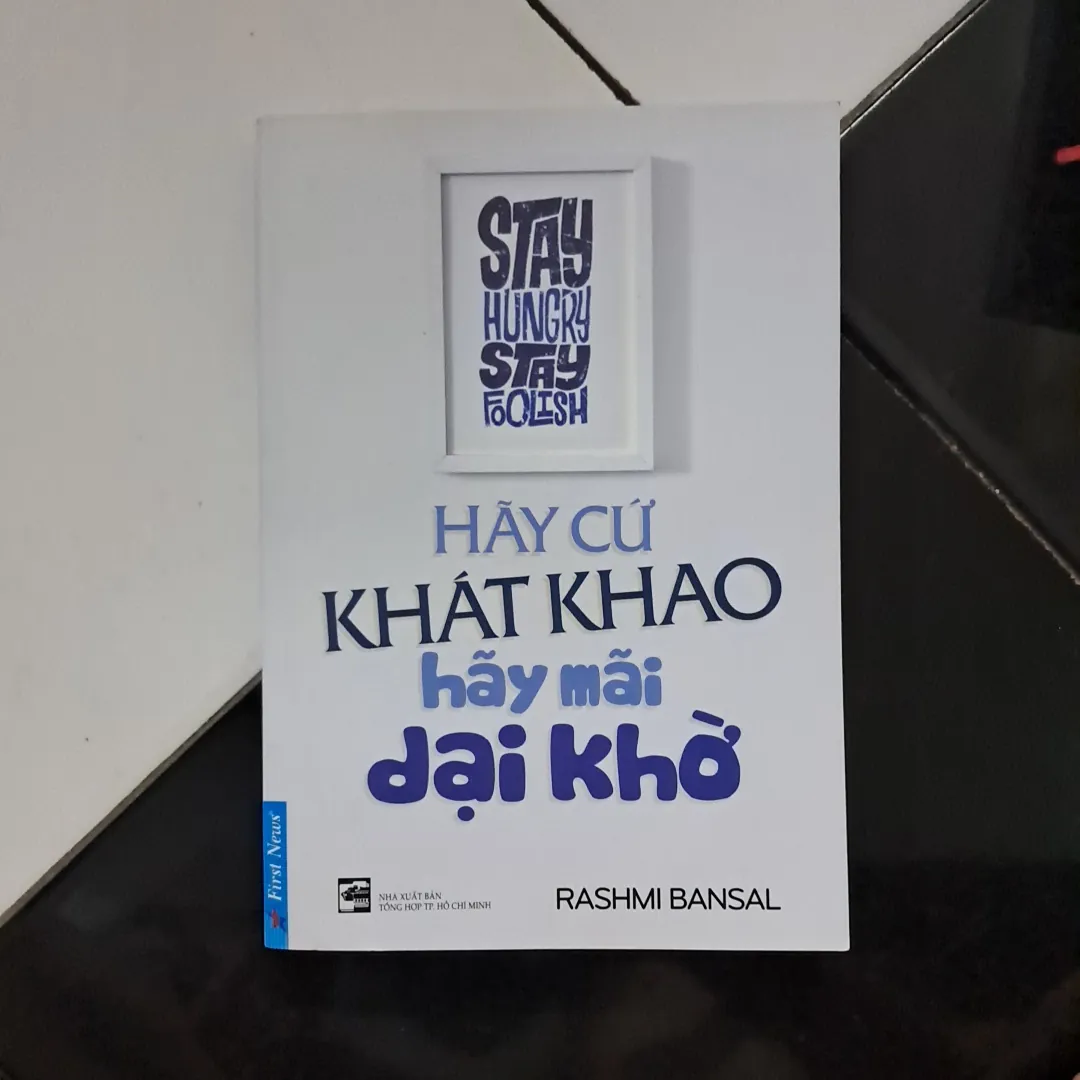 STAY
HUNGRY
STAY
FOOLISH
HÃY CỨ
KHÁT KHAO
hãy mãi
dại khờ
First News
NHÀ XUẤT BẢN
TỔNG HỢP TP. HỒ CHÍ MINH
RASHMI BANSAL